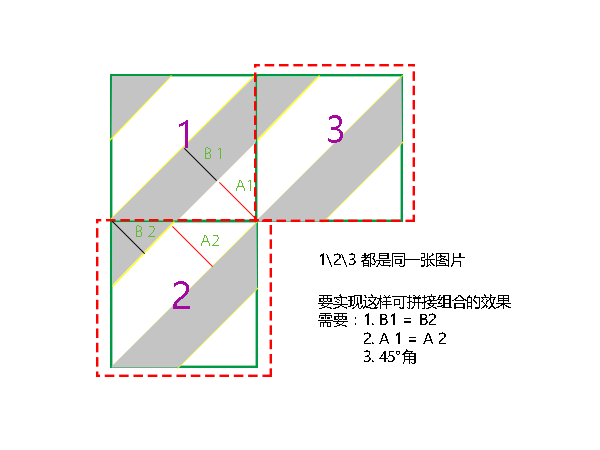 1
3
B 1
A1
B 2
A2
2
1\2\3 都是同一张图片
要实现这样可拼接组合的效果
需要：1. B1 = B2
2. A 1 = A 2
3. 45°角